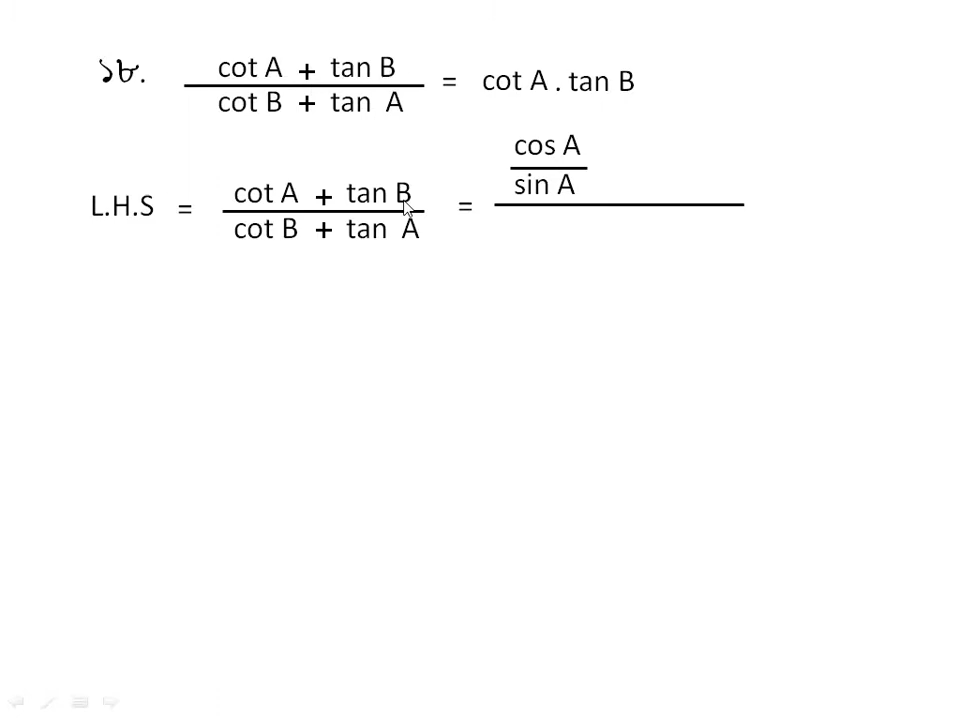 ১৮. cot A + tan B / cot B + tan A = cot A . tan B
L.H.S = cot A + tan B / cot B + tan A = cos A / sin A